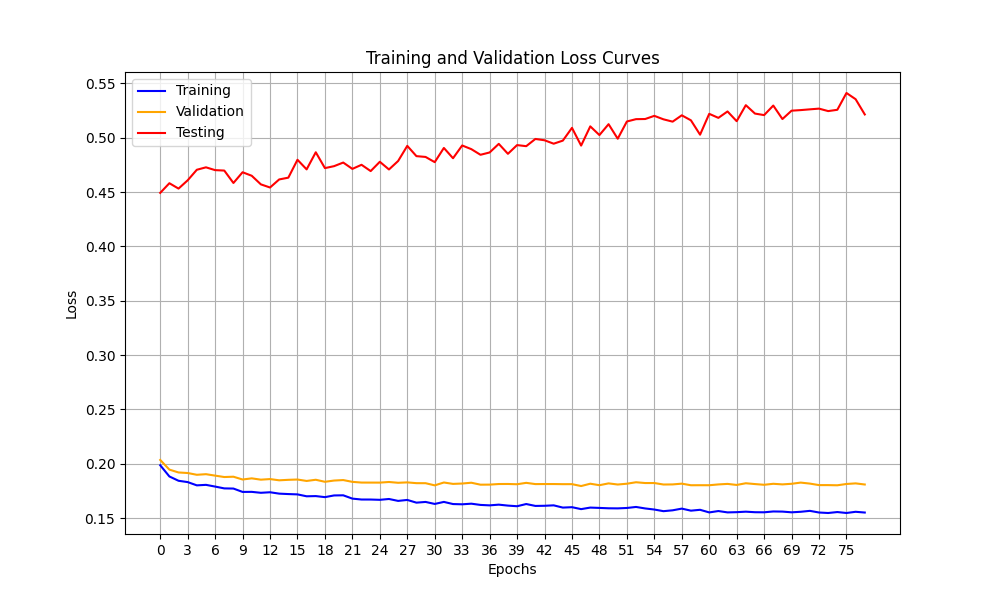 Training and Validation Loss Curves
Training
Validation
Testing
0.55
0.50
0.45
0.40
0.35
0.30
0.25
0.20
0.15
Loss
0 3 6 9 12 15 18 21 24 27 30 33 36 39 42 45 48 51 54 57 60 63 66 69 72 75
Epochs